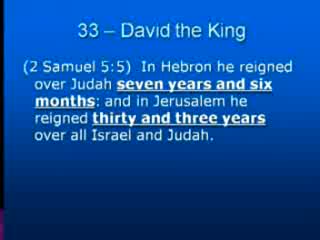 33 – David the King
(2 Samuel 5:5)  In Hebron he reigned
over Judah seven years and six
months: and in Jerusalem he
reigned thirty and three years
over all Israel and Judah.